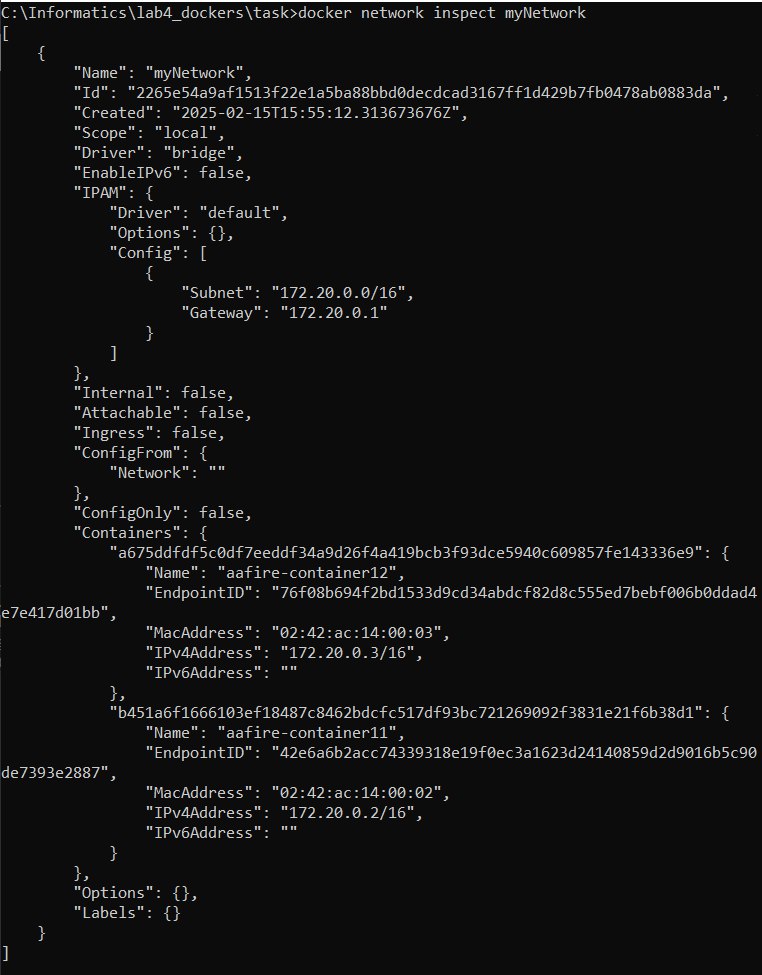 C:\Informatics\lab4_dockers\task>docker network inspect myNetwork
[
    {
        "Name": "myNetwork",
        "Id": "2265e54a9af1513f22e1a5ba88bbd0decdcad3167ff1d429b7fb0478ab0883da",
        "Created": "2025-02-15T15:55:12.313673676Z",
        "Scope": "local",
        "Driver": "bridge",
        "EnableIPv6": false,
        "IPAM": {
            "Driver": "default",
            "Options": {},
            "Config": [
                {
                    "Subnet": "172.20.0.0/16",
                    "Gateway": "172.20.0.1"
                }
            ]
        },
        "Internal": false,
        "Attachable": false,
        "Ingress": false,
        "ConfigFrom": {
            "Network": ""
        },
        "ConfigOnly": false,
        "Containers": {
            "a675ddfdf5c0df7eeddf34a9d26f4a419bcb3f93dce5940c609857fe143336e9": {
                "Name": "aafire-container12",
                "EndpointID": "76f08b694f2bd1533d9cd34abdcf82d8c555ed7bebf006b0ddad4
e7e417d01bb",
                "MacAddress": "02:42:ac:14:00:03",
                "IPv4Address": "172.20.0.3/16",
                "IPv6Address": ""
            },
            "b451a6f1666103ef18487c8462bdcfc517df93bc721269092f3831e21f6b38d1": {
                "Name": "aafire-container11",
                "EndpointID": "42e6a6b2acc74339318e19f0ec3a1623d24140859d2d9016b5c90
de7393e2887",
                "MacAddress": "02:42:ac:14:00:02",
                "IPv4Address": "172.20.0.2/16",
                "IPv6Address": ""
            }
        },
        "Options": {},
        "Labels": {}
    }
]